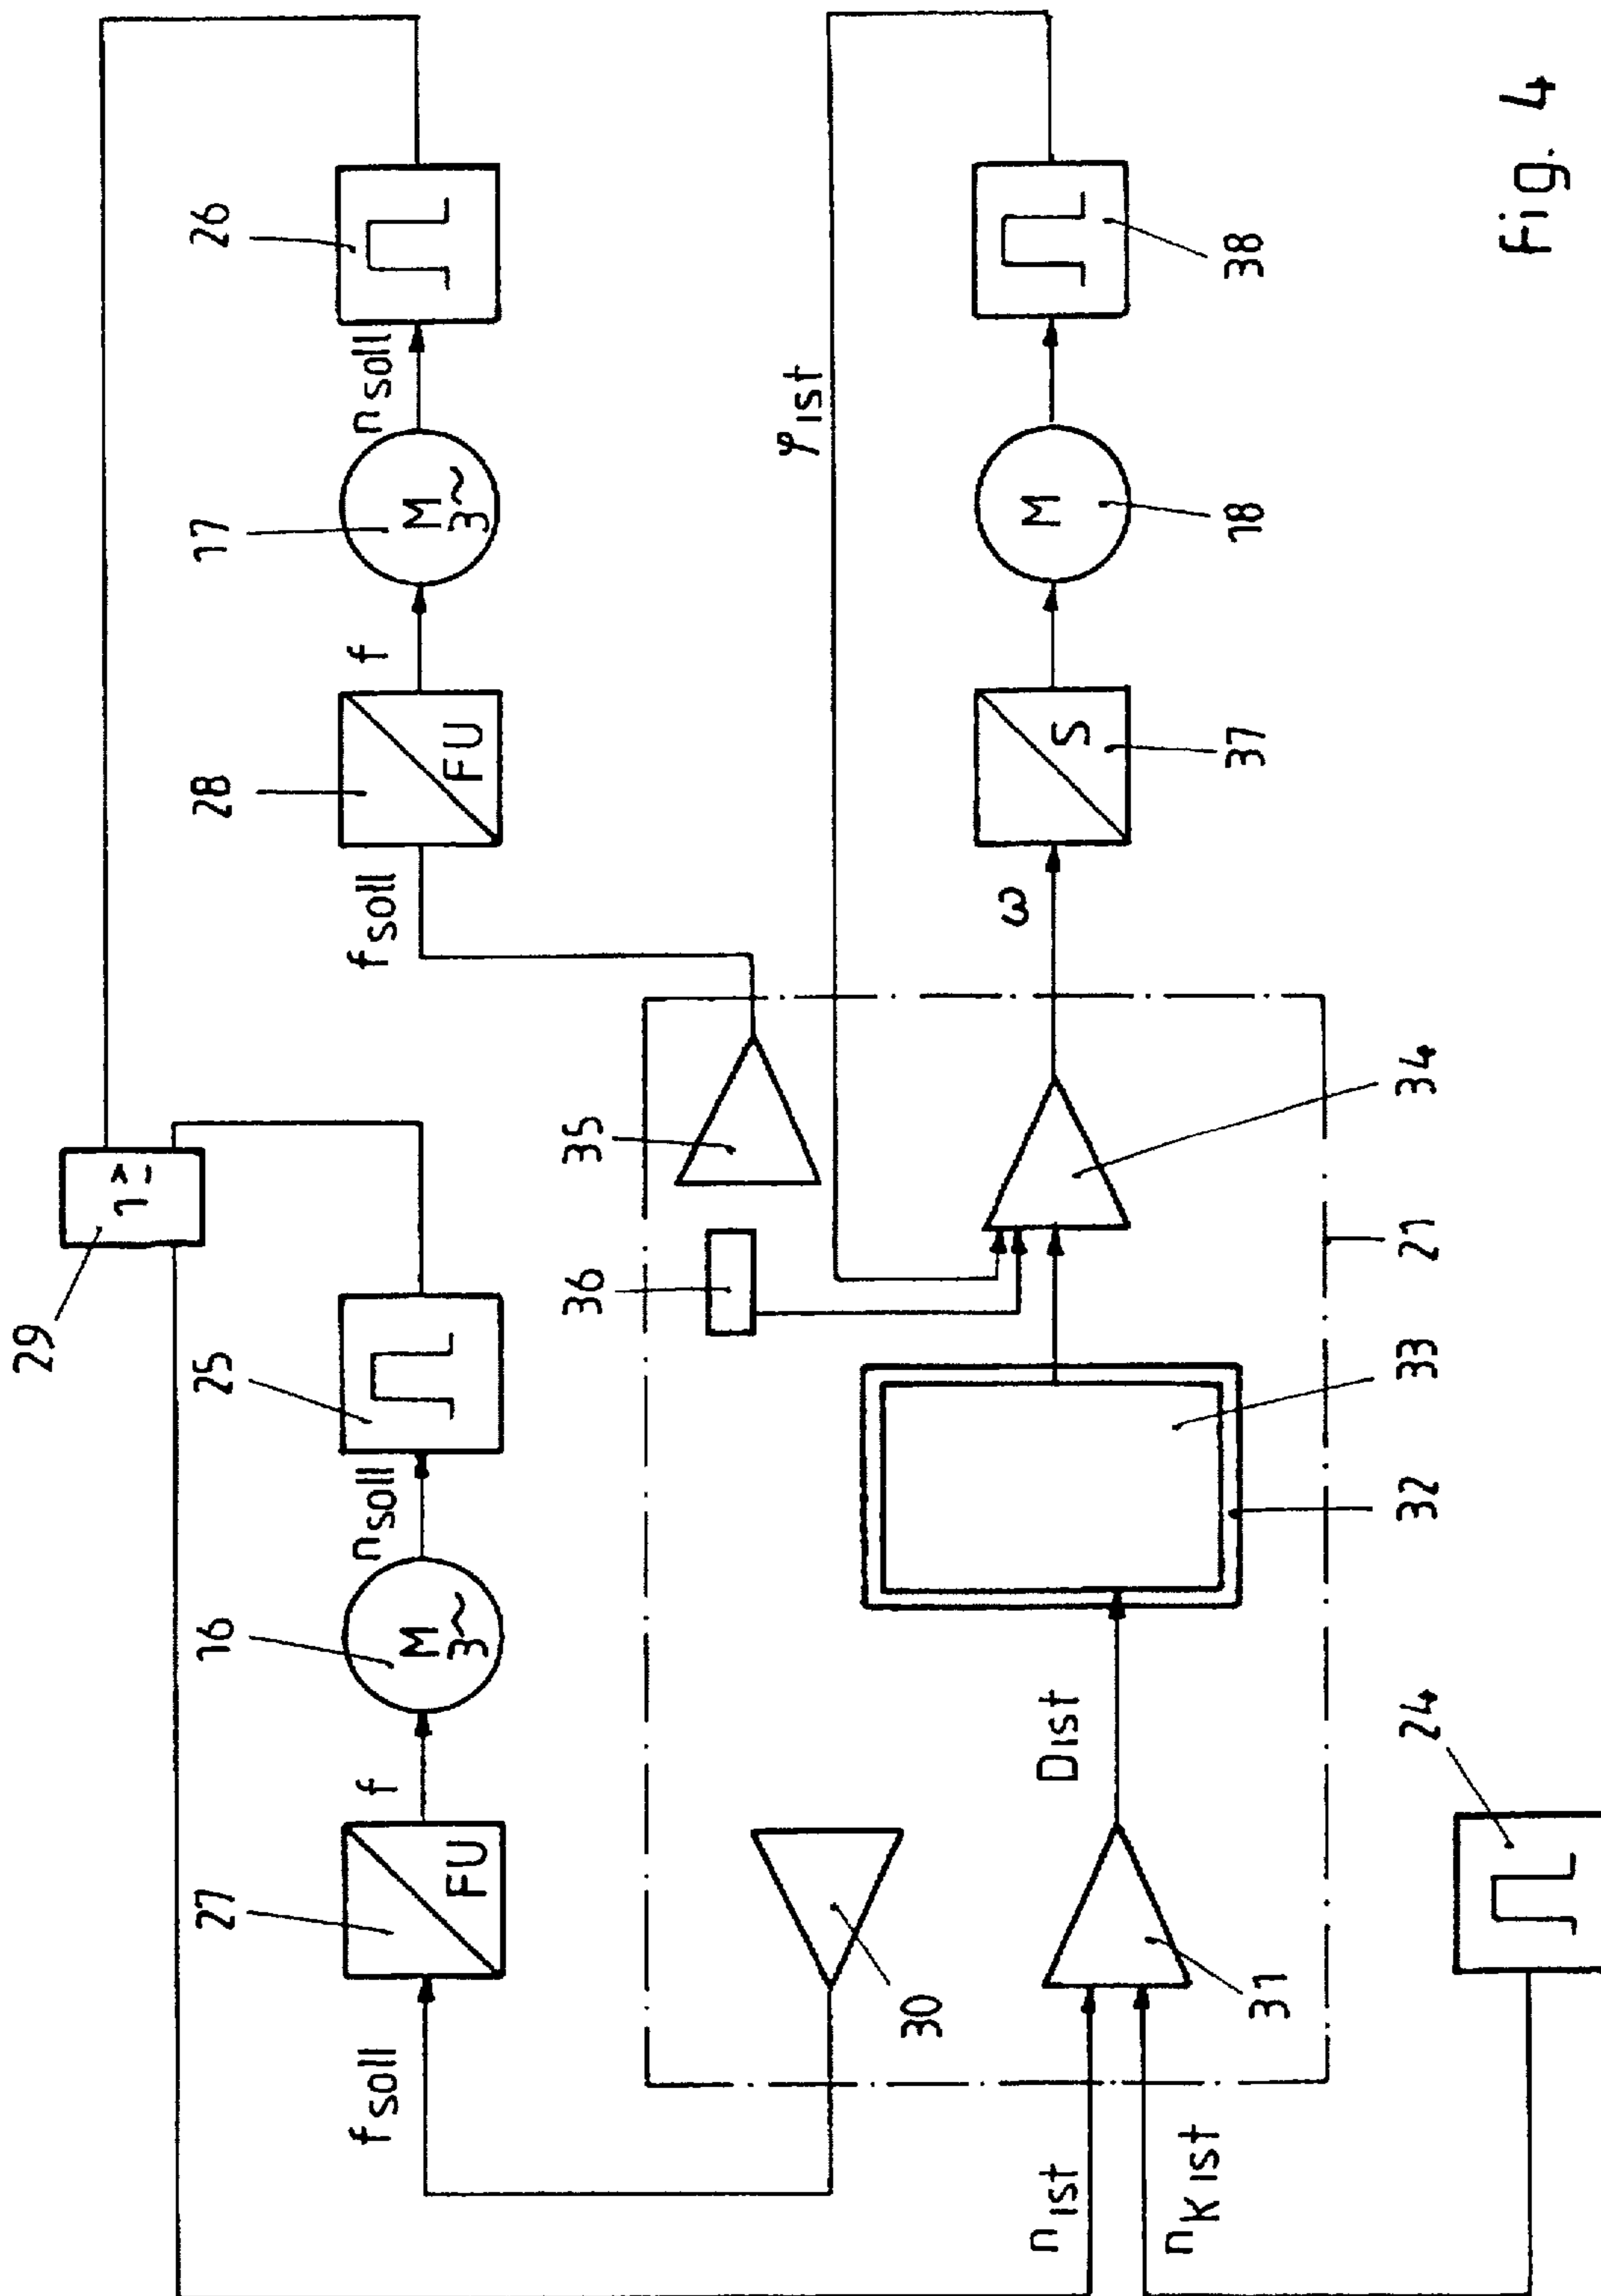 29
1 ≥
26
25
17
28
16
27
n soll
M
3~
f
FU
f soll
n soll
M
3~
f
FU
f soll
35
36
30
φ ist
38
M
18
S
37
ω
34
21
33
32
D ist
31
n ist
n K ist
24
Fig. 4